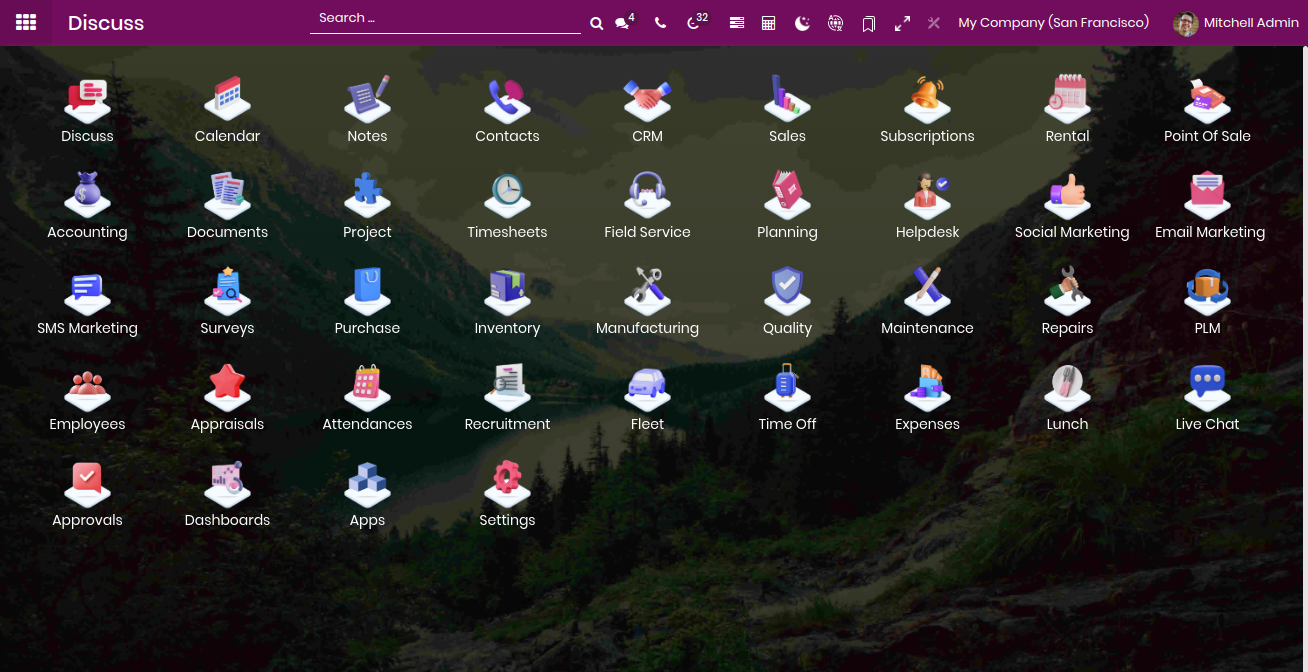 Discuss
Search ...
4
32
My Company (San Francisco)
Mitchell Admin
Discuss
Calendar
Notes
Contacts
CRM
Sales
Subscriptions
Rental
Point Of Sale
Accounting
Documents
Project
Timesheets
Field Service
Planning
Helpdesk
Social Marketing
Email Marketing
SMS Marketing
Surveys
Purchase
Inventory
Manufacturing
Quality
Maintenance
Repairs
PLM
Employees
Appraisals
Attendances
Recruitment
Fleet
Time Off
Expenses
Lunch
Live Chat
Approvals
Dashboards
Apps
Settings